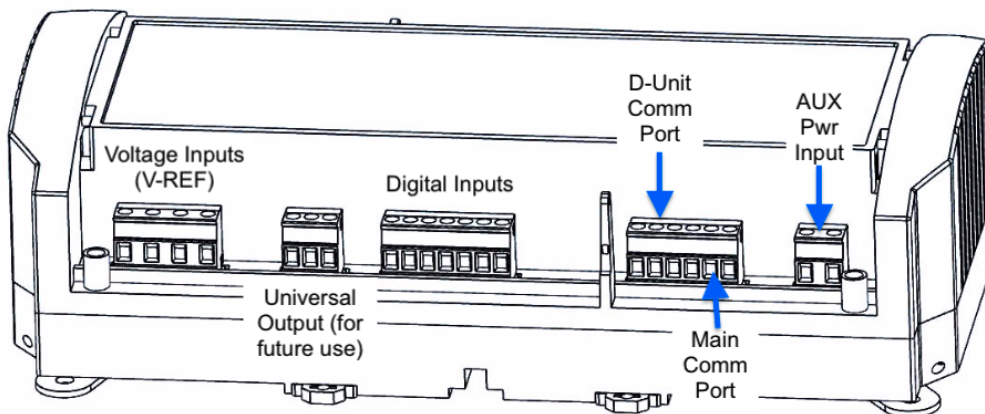 D-Unit
Comm
Port
AUX
Pwr
Input
Voltage Inputs
(V-REF)
Digital Inputs
Universal
Output (for
future use)
Main
Comm
Port